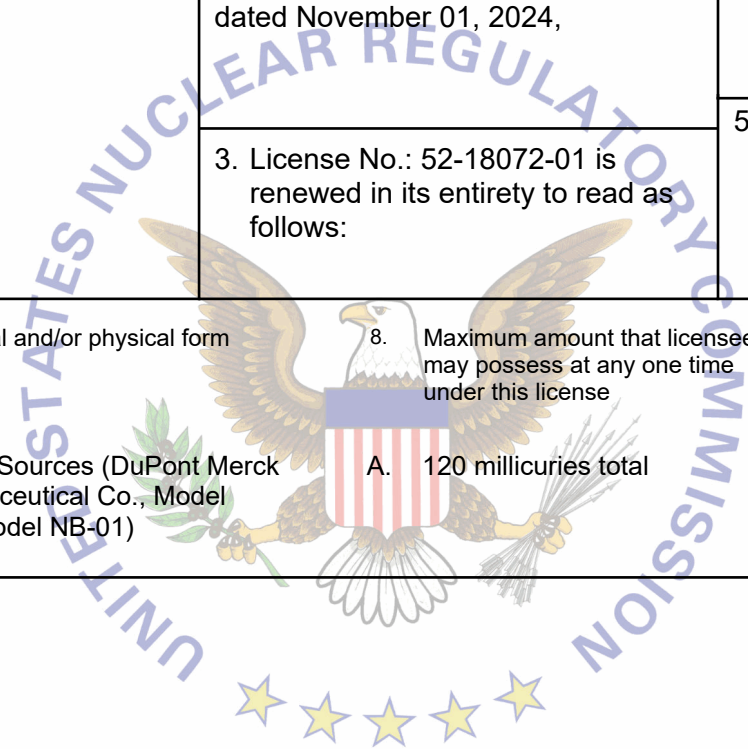 dated November 01, 2024,
5
3. License No.: 52-18072-01 is
renewed in its entirety to read as
follows:
l and/or physical form
8. Maximum amount that licensee
may possess at any one time
under this license
Sources (DuPont Merck
ceutical Co., Model
odel NB-01)
A. 120 millicuries total
UNITED STATES NUCLEAR REGULATORY COMMISSION